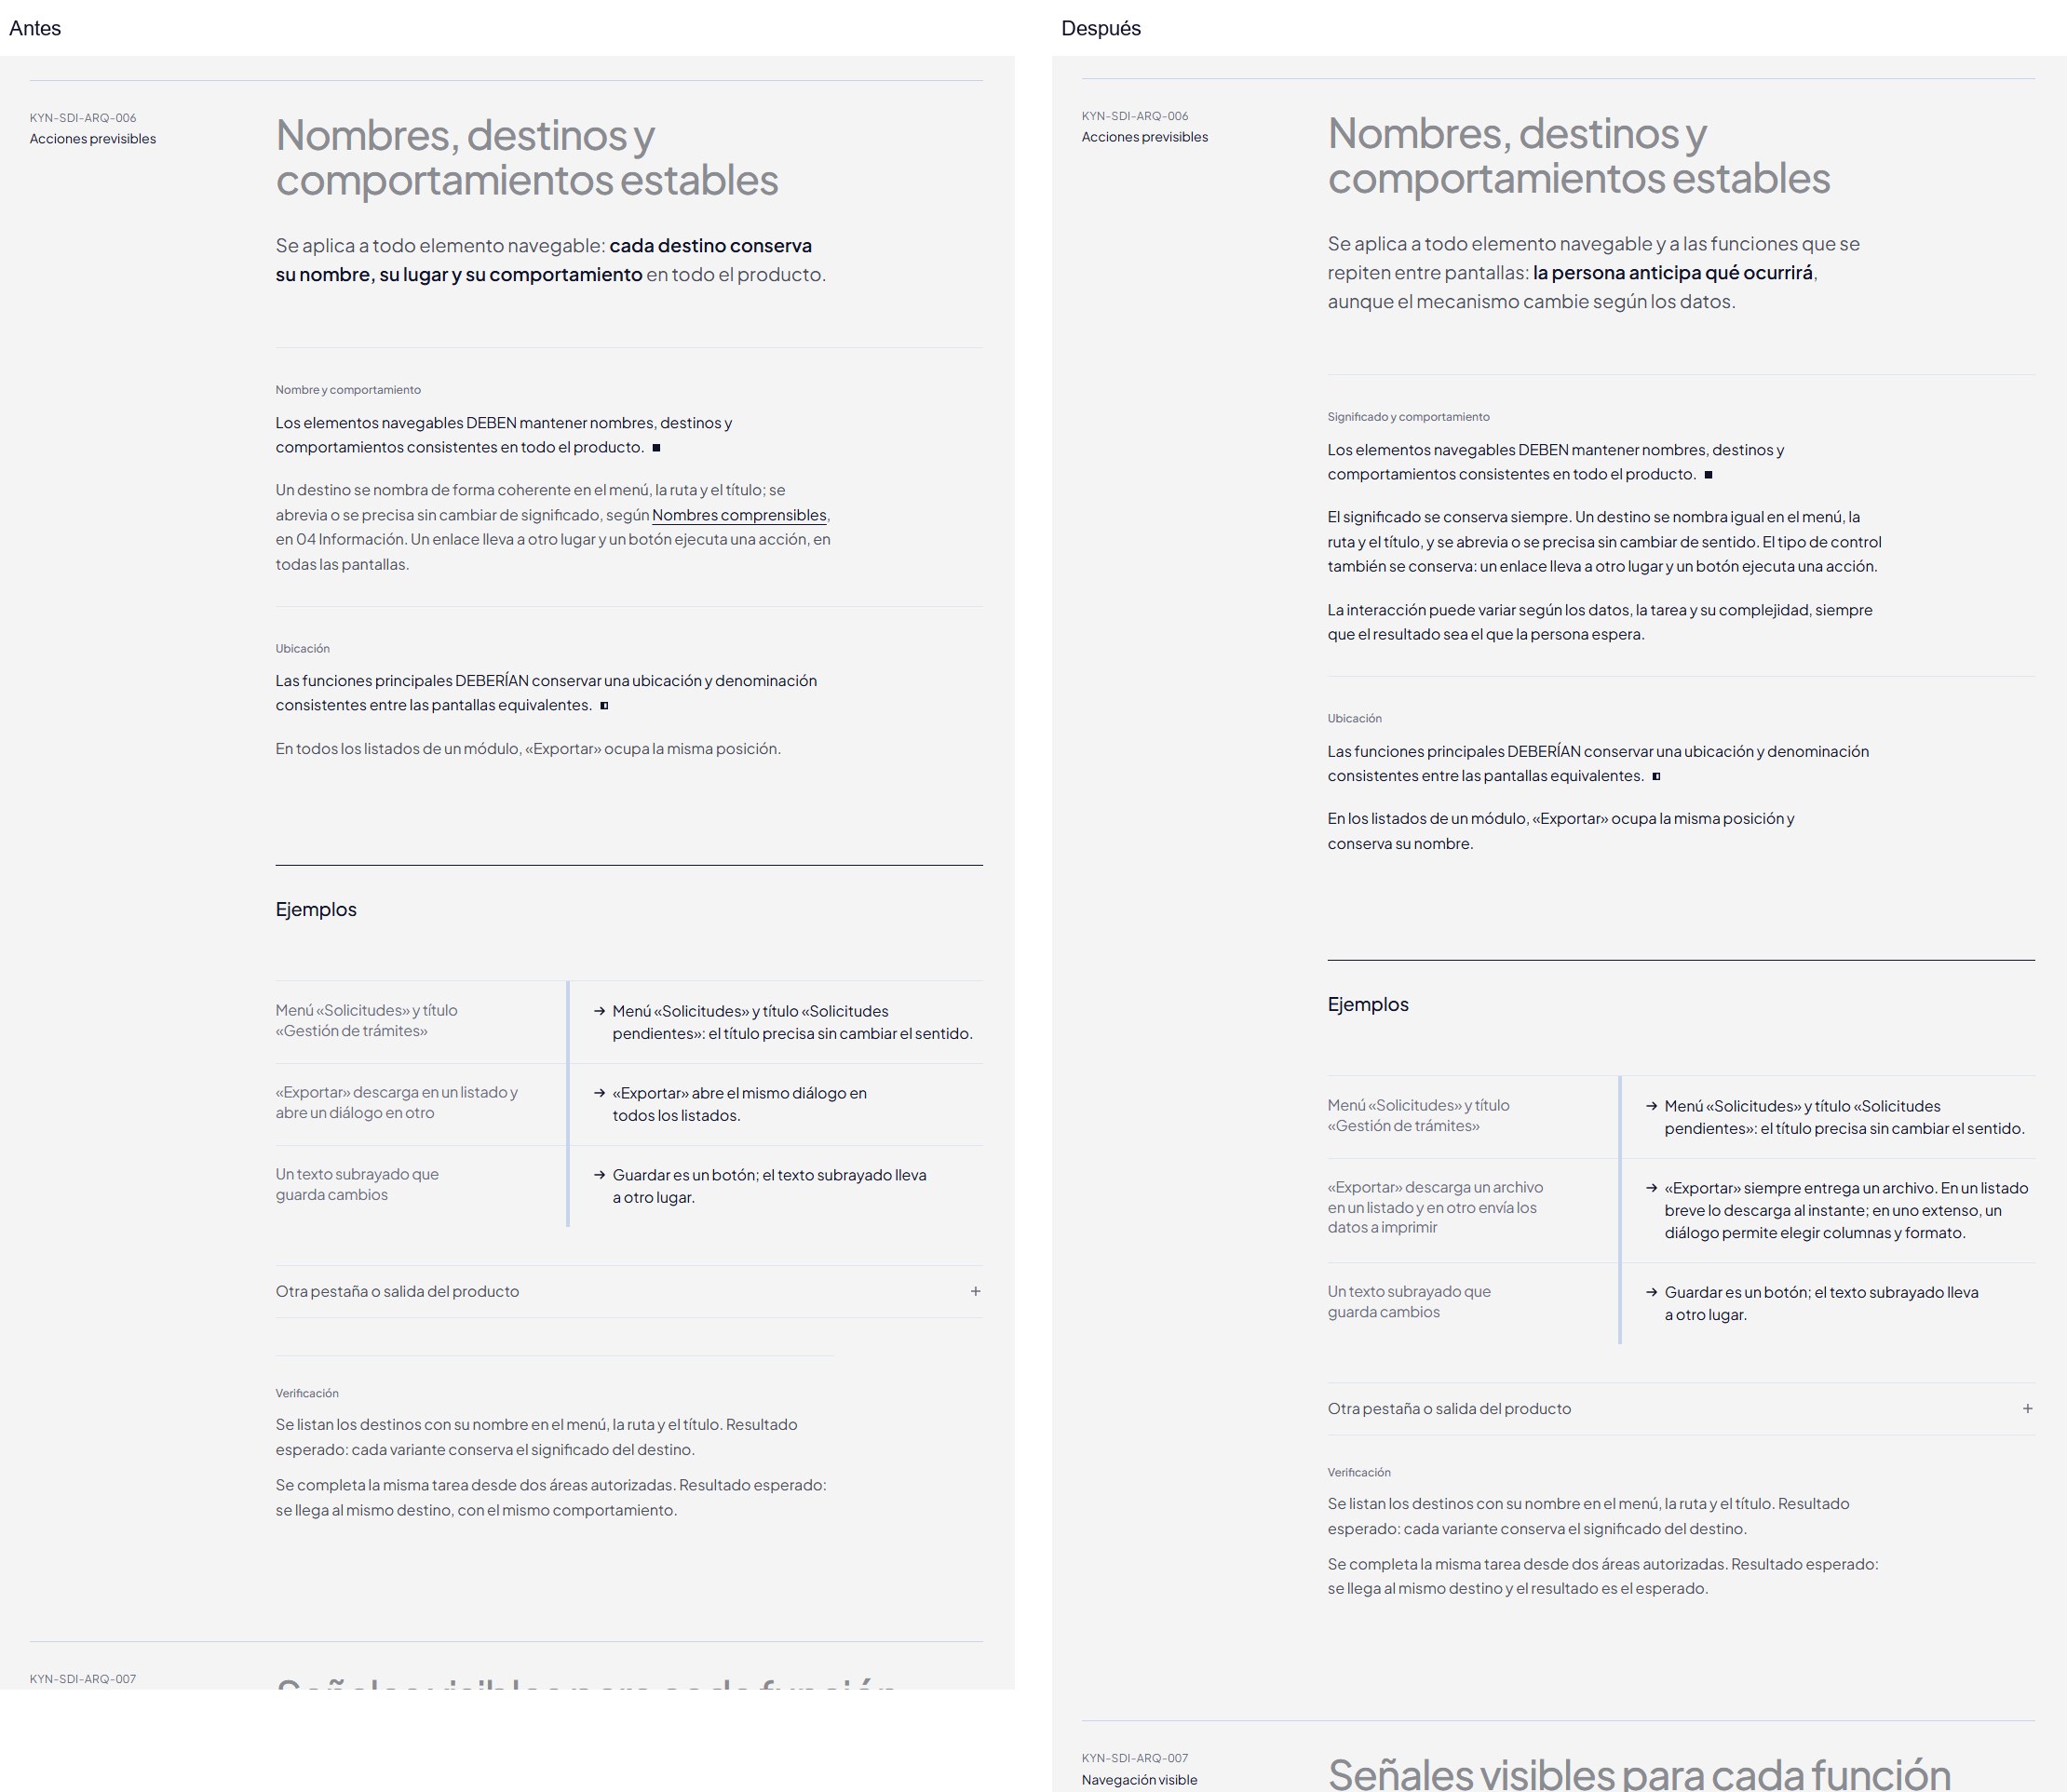 Antes
KYN-SDI-ARQ-006
Acciones previsibles
Nombres, destinos y
comportamientos estables
Se aplica a todo elemento navegable: cada destino conserva
su nombre, su lugar y su comportamiento en todo el producto.
Nombre y comportamiento
Los elementos navegables DEBEN mantener nombres, destinos y
comportamientos consistentes en todo el producto.
Un destino se nombra de forma coherente en el menú, la ruta y el título; se
abrevia o se precisa sin cambiar de significado, según Nombres comprensibles,
en 04 Información. Un enlace lleva a otro lugar y un botón ejecuta una acción, en
todas las pantallas.
Ubicación
Las funciones principales DEBERÍAN conservar una ubicación y denominación
consistentes entre las pantallas equivalentes.
En todos los listados de un módulo, «Exportar» ocupa la misma posición.
Ejemplos
Menú «Solicitudes» y título
«Gestión de trámites»
→ Menú «Solicitudes» y título «Solicitudes
pendientes»: el título precisa sin cambiar el sentido.
«Exportar» descarga en un listado y
abre un diálogo en otro
→ «Exportar» abre el mismo diálogo en
todos los listados.
Un texto subrayado que
guarda cambios
→ Guardar es un botón; el texto subrayado lleva
a otro lugar.
Otra pestaña o salida del producto +
Verificación
Se listan los destinos con su nombre en el menú, la ruta y el título. Resultado
esperado: cada variante conserva el significado del destino.
Se completa la misma tarea desde dos áreas autorizadas. Resultado esperado:
se llega al mismo destino, con el mismo comportamiento.
KYN-SDI-ARQ-007
Señales visibles para cada función
Después
KYN-SDI-ARQ-006
Acciones previsibles
Nombres, destinos y
comportamientos estables
Se aplica a todo elemento navegable y a las funciones que se
repiten entre pantallas: la persona anticipa qué ocurrirá,
aunque el mecanismo cambie según los datos.
Significado y comportamiento
Los elementos navegables DEBEN mantener nombres, destinos y
comportamientos consistentes en todo el producto.
El significado se conserva siempre. Un destino se nombra igual en el menú, la
ruta y el título, y se abrevia o se precisa sin cambiar de sentido. El tipo de control
también se conserva: un enlace lleva a otro lugar y un botón ejecuta una acción.
La interacción puede variar según los datos, la tarea y su complejidad, siempre
que el resultado sea el que la persona espera.
Ubicación
Las funciones principales DEBERÍAN conservar una ubicación y denominación
consistentes entre las pantallas equivalentes.
En los listados de un módulo, «Exportar» ocupa la misma posición y
conserva su nombre.
Ejemplos
Menú «Solicitudes» y título
«Gestión de trámites»
→ Menú «Solicitudes» y título «Solicitudes
pendientes»: el título precisa sin cambiar el sentido.
«Exportar» descarga un archivo
en un listado y en otro envía los
datos a imprimir
→ «Exportar» siempre entrega un archivo. En un listado
breve lo descarga al instante; en uno extenso, un
diálogo permite elegir columnas y formato.
Un texto subrayado que
guarda cambios
→ Guardar es un botón; el texto subrayado lleva
a otro lugar.
Otra pestaña o salida del producto +
Verificación
Se listan los destinos con su nombre en el menú, la ruta y el título. Resultado
esperado: cada variante conserva el significado del destino.
Se completa la misma tarea desde dos áreas autorizadas. Resultado esperado:
se llega al mismo destino y el resultado es el esperado.
KYN-SDI-ARQ-007
Navegación visible
Señales visibles para cada función